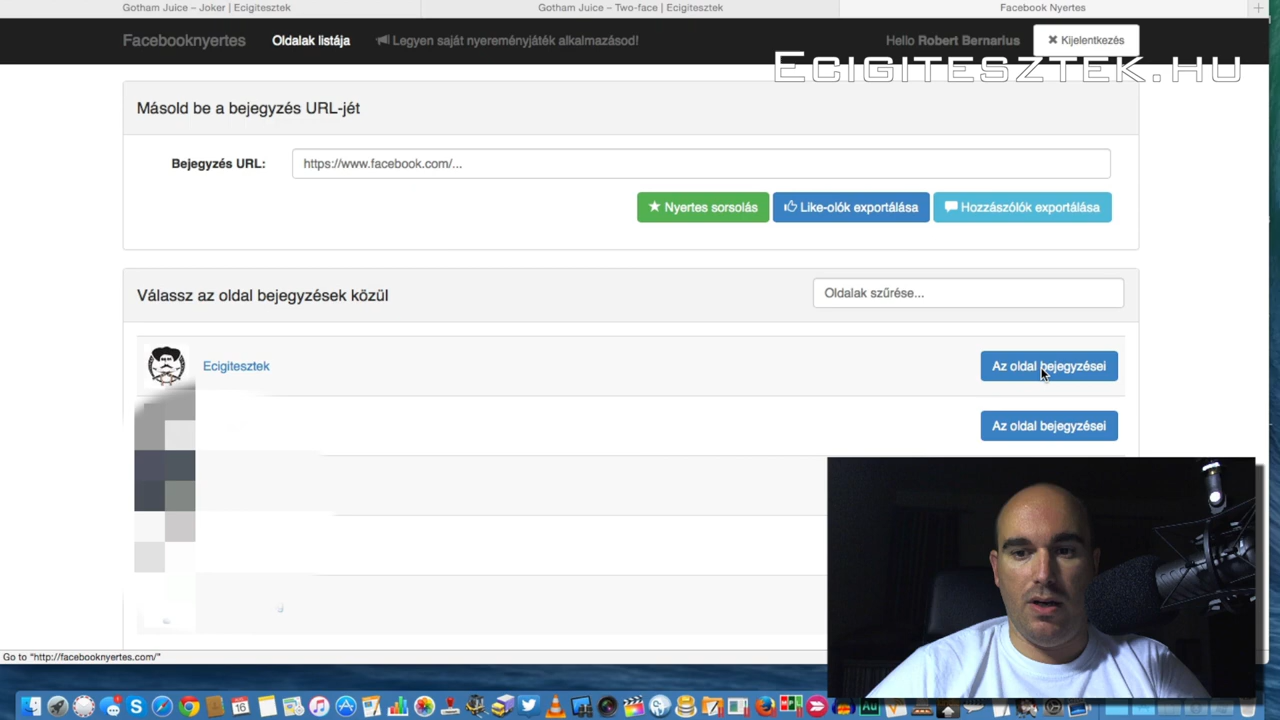 Gotham Juice – Joker | Ecigitesztek
Gotham Juice – Two-face | Ecigitesztek
Facebook Nyertes
Facebooknyertes
Oldalak listája
Legyen saját nyereményjáték alkalmazásod!
Hello Robert Bernarius
Kijelentkezés
ECIGITESZTEK.HU
Másold be a bejegyzés URL-jét
Bejegyzés URL:
https://www.facebook.com/...
Nyertes sorsolás
Like-olók exportálása
Hozzászólók exportálása
Válassz az oldal bejegyzések közül
Oldalak szűrése...
Ecigitesztek
Az oldal bejegyzései
Az oldal bejegyzései
Go to "http://facebooknyertes.com/"
16
Au